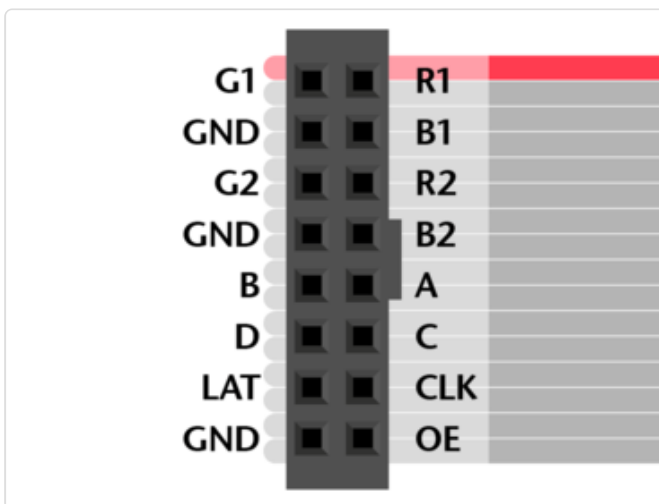 G1 R1
GND B1
G2 R2
GND B2
B A
D C
LAT CLK
GND OE